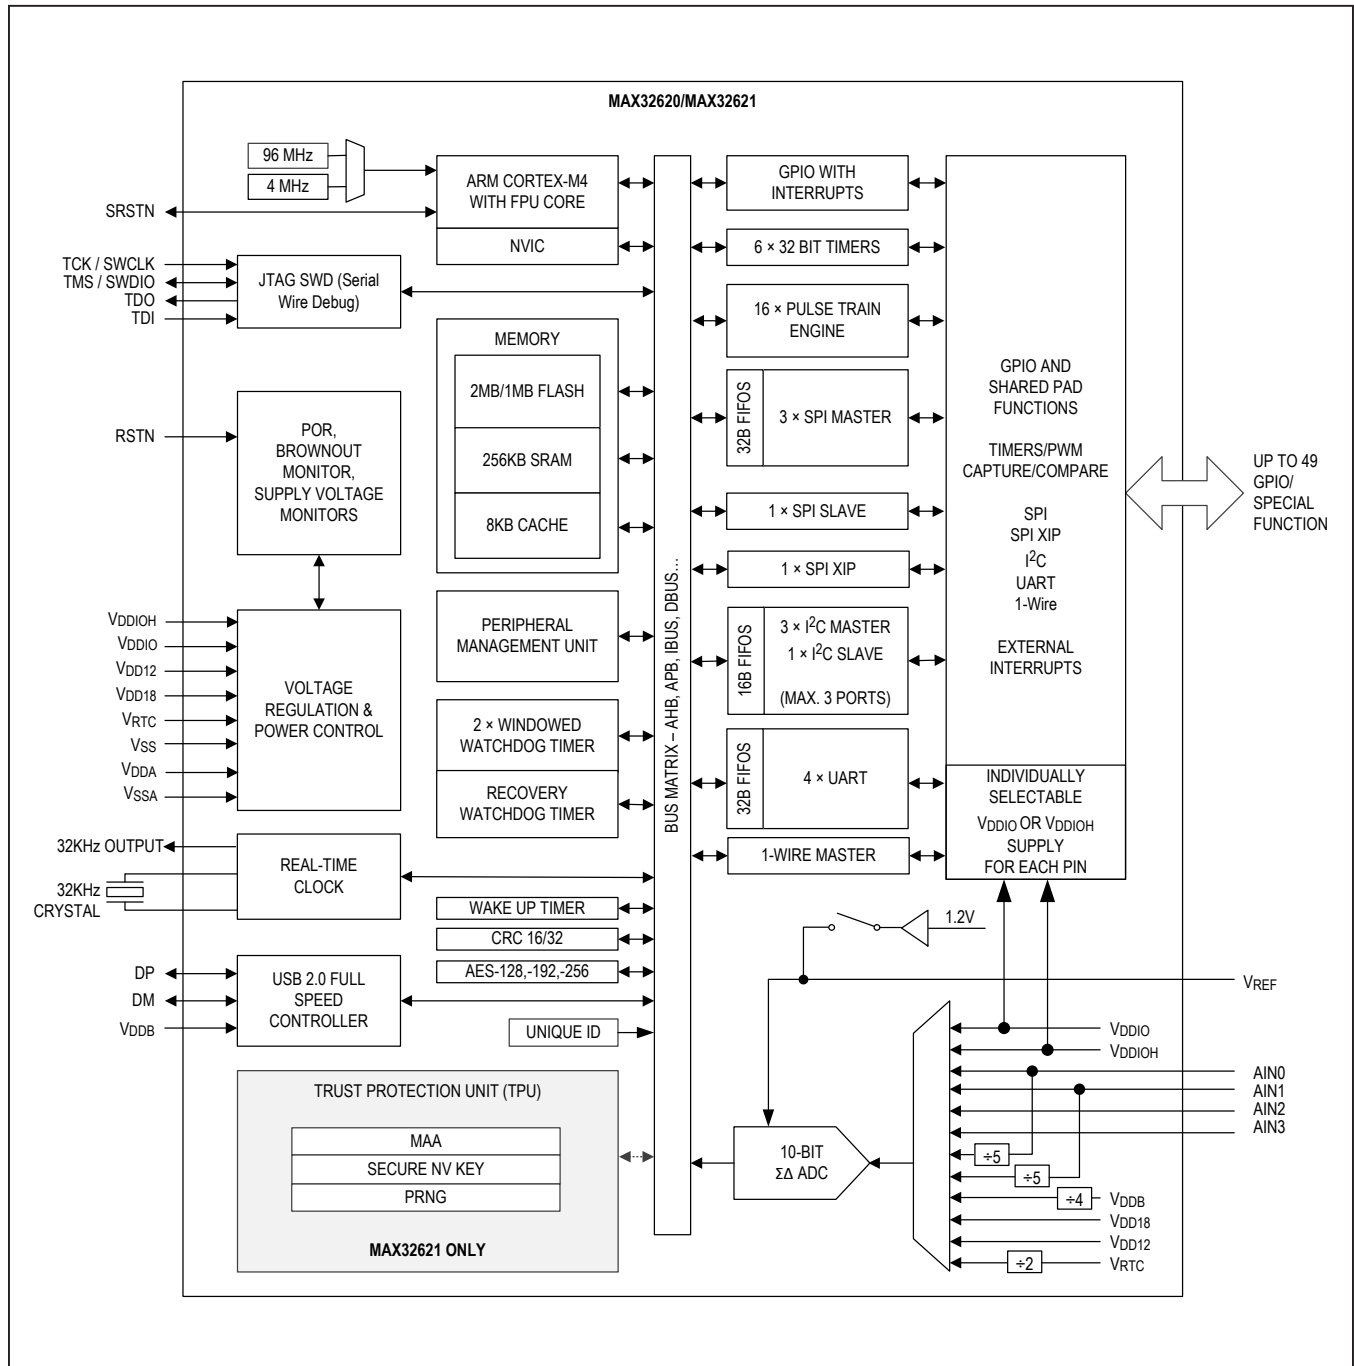 MAX32620/MAX32621
96 MHz
4 MHz
ARM CORTEX-M4
WITH FPU CORE
NVIC
SRSTN
TCK / SWCLK
TMS / SWDIO
TDO
TDI
JTAG SWD (Serial
Wire Debug)
MEMORY
2MB/1MB FLASH
256KB SRAM
8KB CACHE
RSTN
POR,
BROWNOUT
MONITOR,
SUPPLY VOLTAGE
MONITORS
VDDIOH
VDDIO
VDD12
VDD18
VRTC
VSS
VDDA
VSSA
VOLTAGE
REGULATION &
POWER CONTROL
PERIPHERAL
MANAGEMENT UNIT
2 × WINDOWED
WATCHDOG TIMER
RECOVERY
WATCHDOG TIMER
32KHz OUTPUT
32KHz
CRYSTAL
REAL-TIME
CLOCK
WAKE UP TIMER
CRC 16/32
AES-128,-192,-256
DP
DM
VDDB
USB 2.0 FULL
SPEED
CONTROLLER
UNIQUE ID
TRUST PROTECTION UNIT (TPU)
MAA
SECURE NV KEY
PRNG
MAX32621 ONLY
BUS MATRIX – AHB, APB, IBUS, DBUS...
GPIO WITH
INTERRUPTS
6 × 32 BIT TIMERS
16 × PULSE TRAIN
ENGINE
32B FIFOS
3 × SPI MASTER
1 × SPI SLAVE
1 × SPI XIP
16B FIFOS
3 × I2C MASTER
1 × I2C SLAVE
(MAX. 3 PORTS)
32B FIFOS
4 × UART
1-WIRE MASTER
GPIO AND
SHARED PAD
FUNCTIONS
TIMERS/PWM
CAPTURE/COMPARE
SPI
SPI XIP
I2C
UART
1-Wire
EXTERNAL
INTERRUPTS
INDIVIDUALLY
SELECTABLE
VDDIO OR VDDIOH
SUPPLY
FOR EACH PIN
UP TO 49
GPIO/
SPECIAL
FUNCTION
1.2V
VREF
VDDIO
VDDIOH
AIN0
AIN1
AIN2
AIN3
10-BIT
ΣΔ ADC
÷5
÷5
÷4
VDDB
VDD18
VDD12
÷2
VRTC